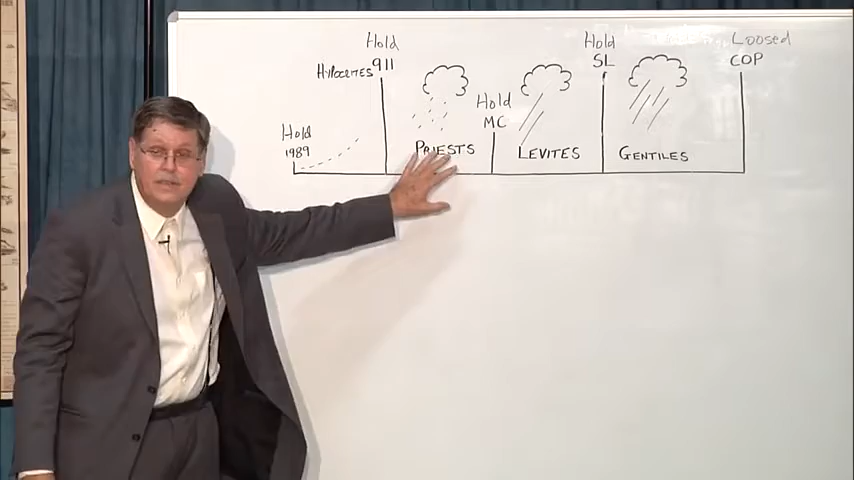 Hold
911
Hypocrites
Hold
SL
Loosed
COP
Hold
MC
Hold
1989
PRIESTS
LEVITES
GENTILES